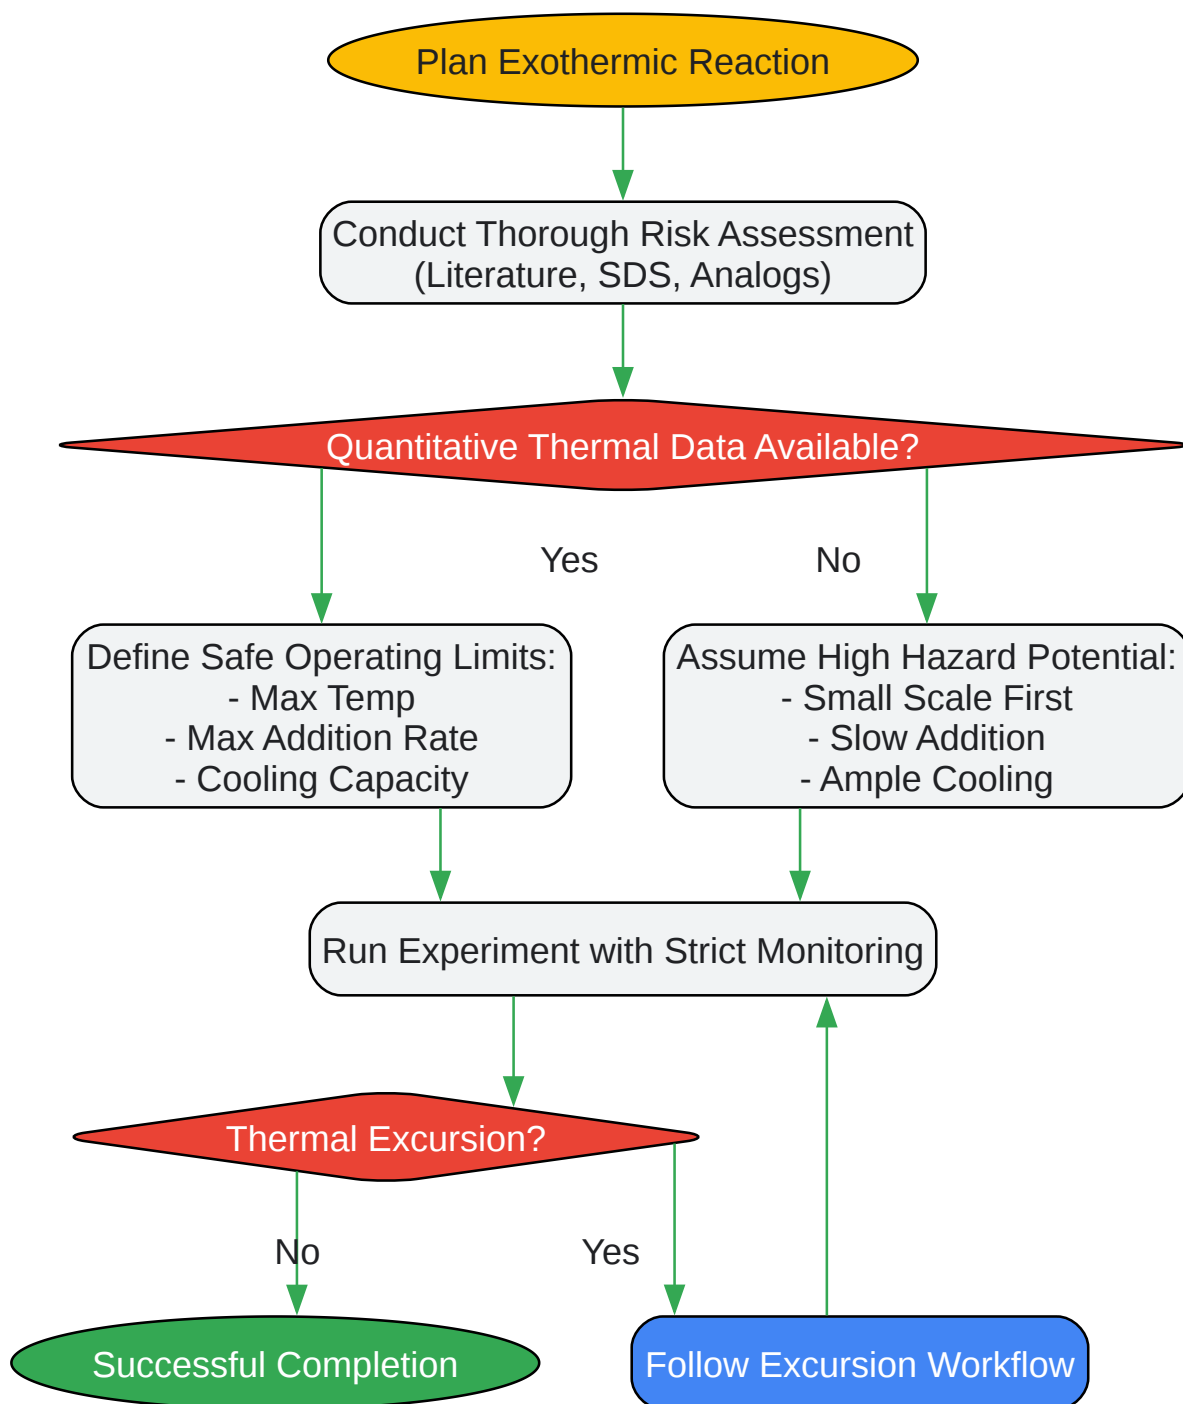 Plan Exothermic Reaction
Conduct Thorough Risk Assessment
(Literature, SDS, Analogs)
Quantitative Thermal Data Available?
Yes
No
Define Safe Operating Limits:
- Max Temp
- Max Addition Rate
- Cooling Capacity
Assume High Hazard Potential:
- Small Scale First
- Slow Addition
- Ample Cooling
Run Experiment with Strict Monitoring
Thermal Excursion?
No
Yes
Successful Completion
Follow Excursion Workflow